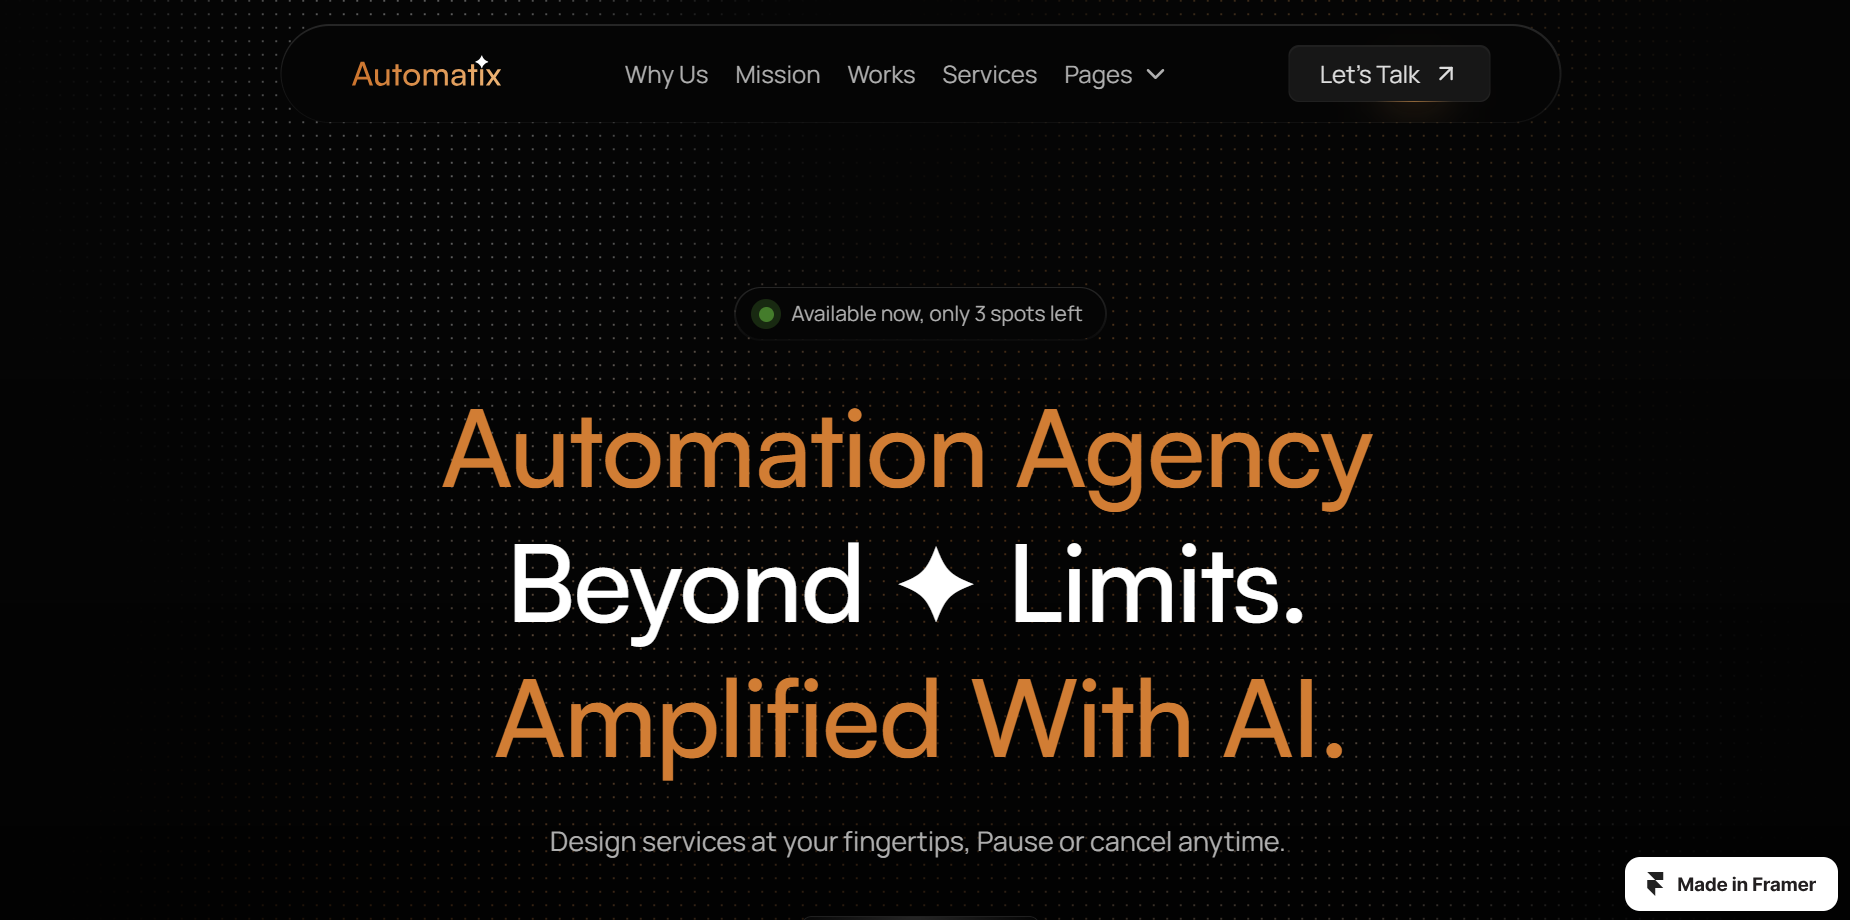 Automatix
Why Us Mission Works Services Pages
Let's Talk
Available now, only 3 spots left
Automation Agency
Beyond ✦ Limits.
Amplified With AI.
Design services at your fingertips, Pause or cancel anytime.
Made in Framer